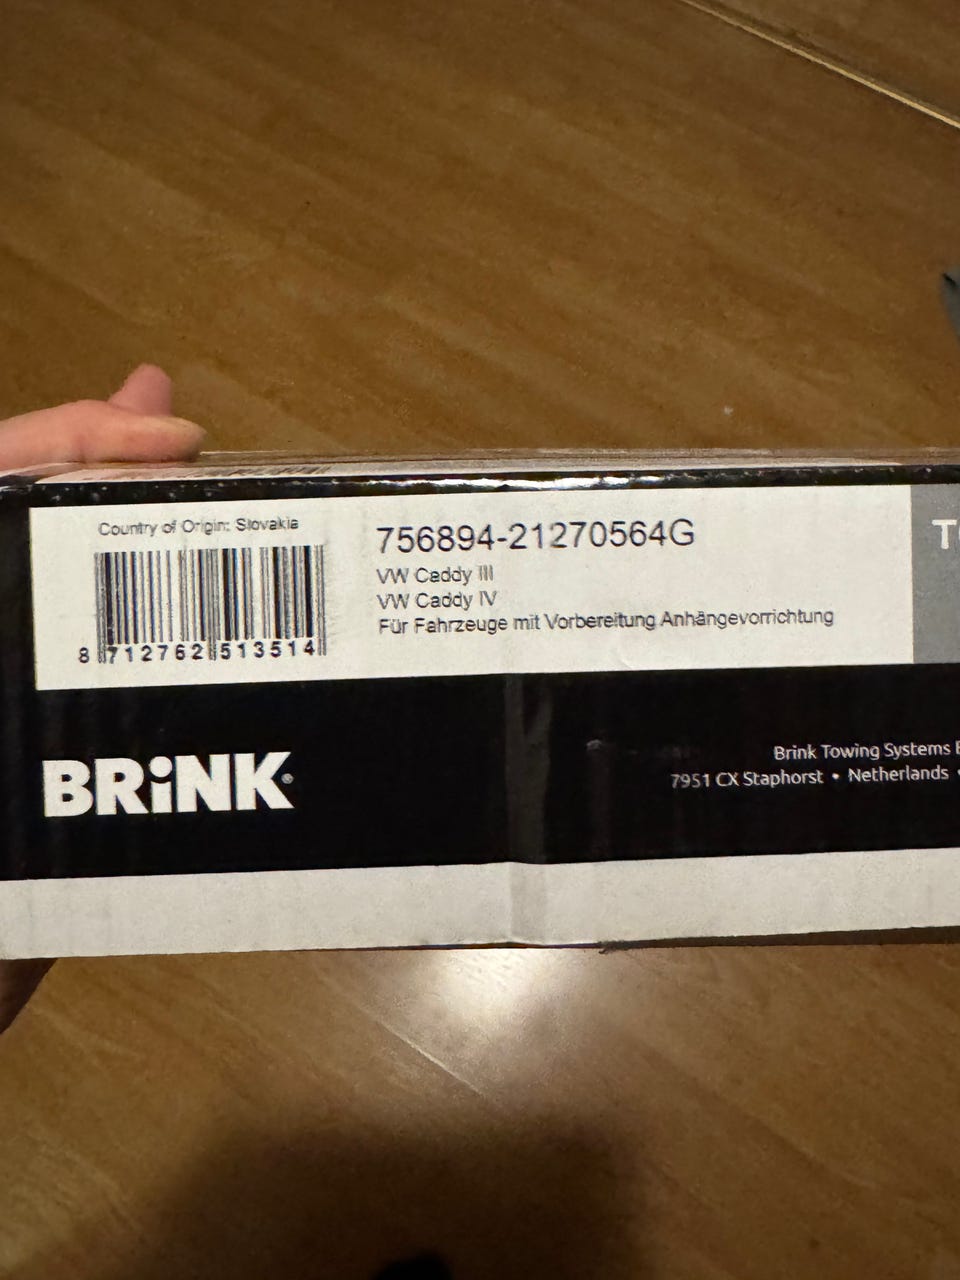 Country of Origin: Slovakia
8 712762 513514
756894-21270564G
VW Caddy III
VW Caddy IV
Für Fahrzeuge mit Vorbereitung Anhängevorrichtung
BRiNK
Brink Towing Systems
7951 CX Staphorst • Netherlands •